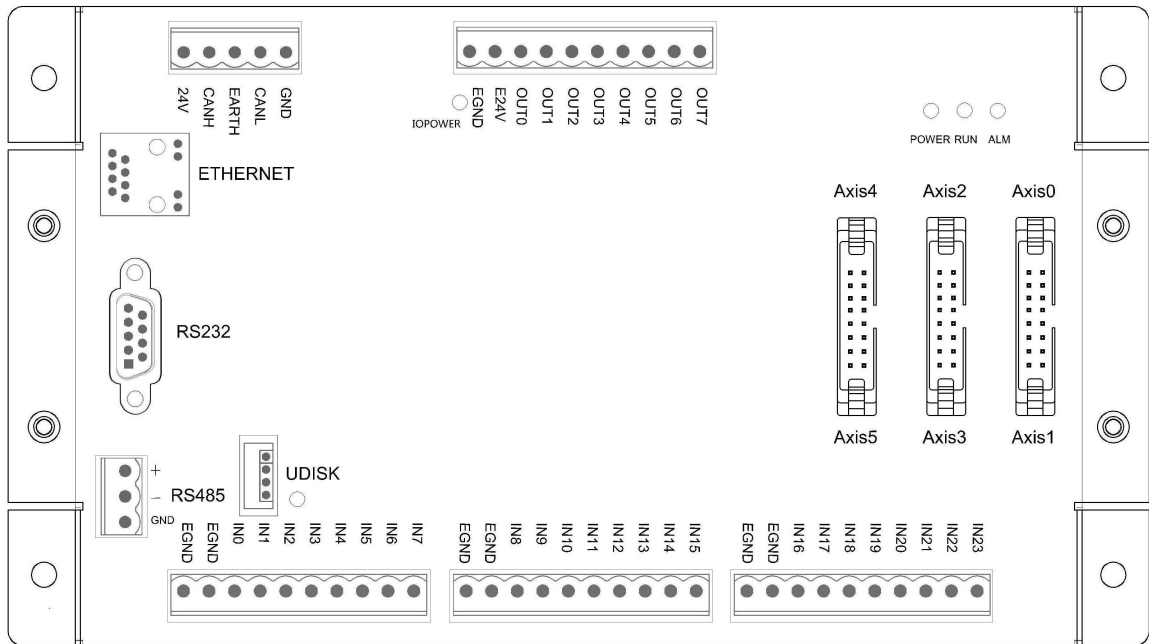 24V CANH EARTH CANL GND
EGND E24V OUT0 OUT1 OUT2 OUT3 OUT4 OUT5 OUT6 OUT7
IOPOWER
POWER RUN ALM
ETHERNET
Axis4 Axis2 Axis0
RS232
Axis5 Axis3 Axis1
+
RS485
–
GND
UDISK
EGND EGND IN0 IN1 IN2 IN3 IN4 IN5 IN6 IN7
EGND EGND IN8 IN9 IN10 IN11 IN12 IN13 IN14 IN15
EGND EGND IN16 IN17 IN18 IN19 IN20 IN21 IN22 IN23